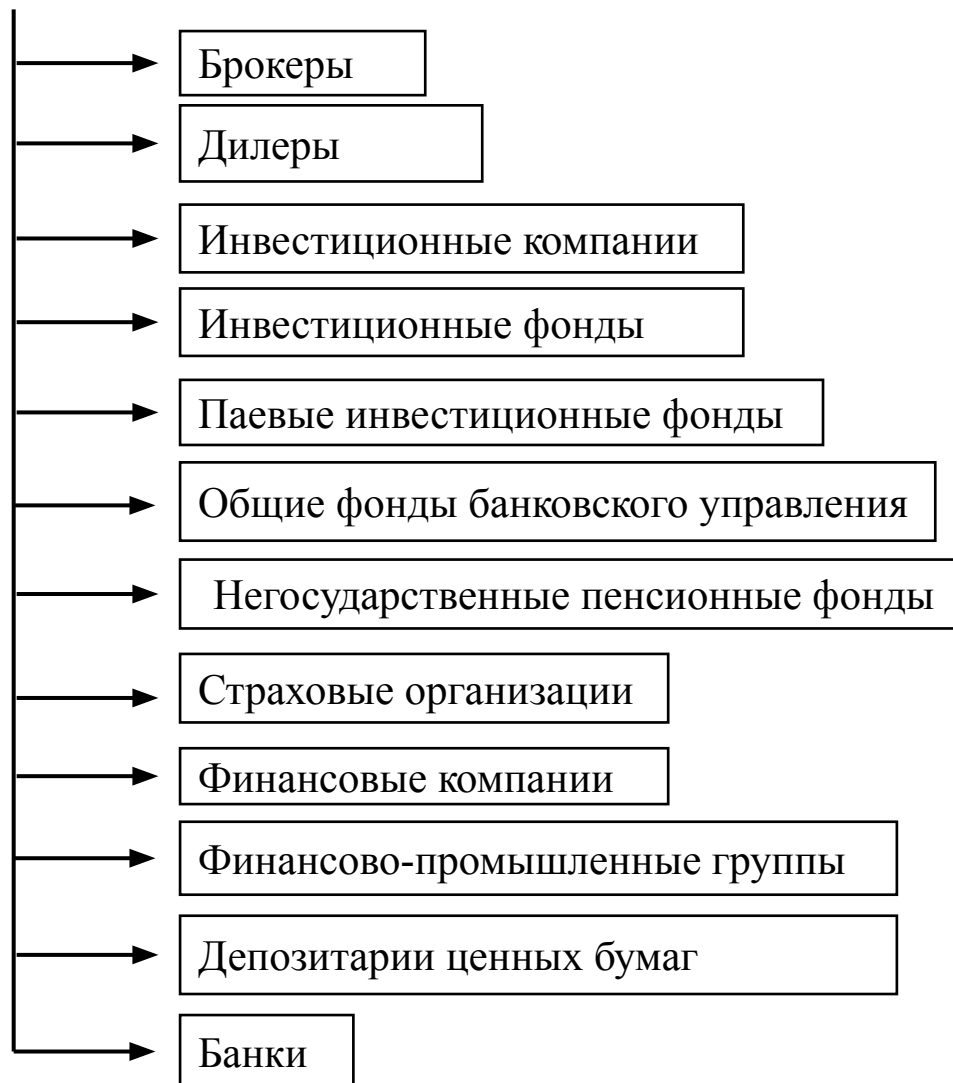 Брокеры
Дилеры
Инвестиционные компании
Инвестиционные фонды
Паевые инвестиционные фонды
Общие фонды банковского управления
Негосударственные пенсионные фонды
Страховые организации
Финансовые компании
Финансово-промышленные группы
Депозитарии ценных бумаг
Банки